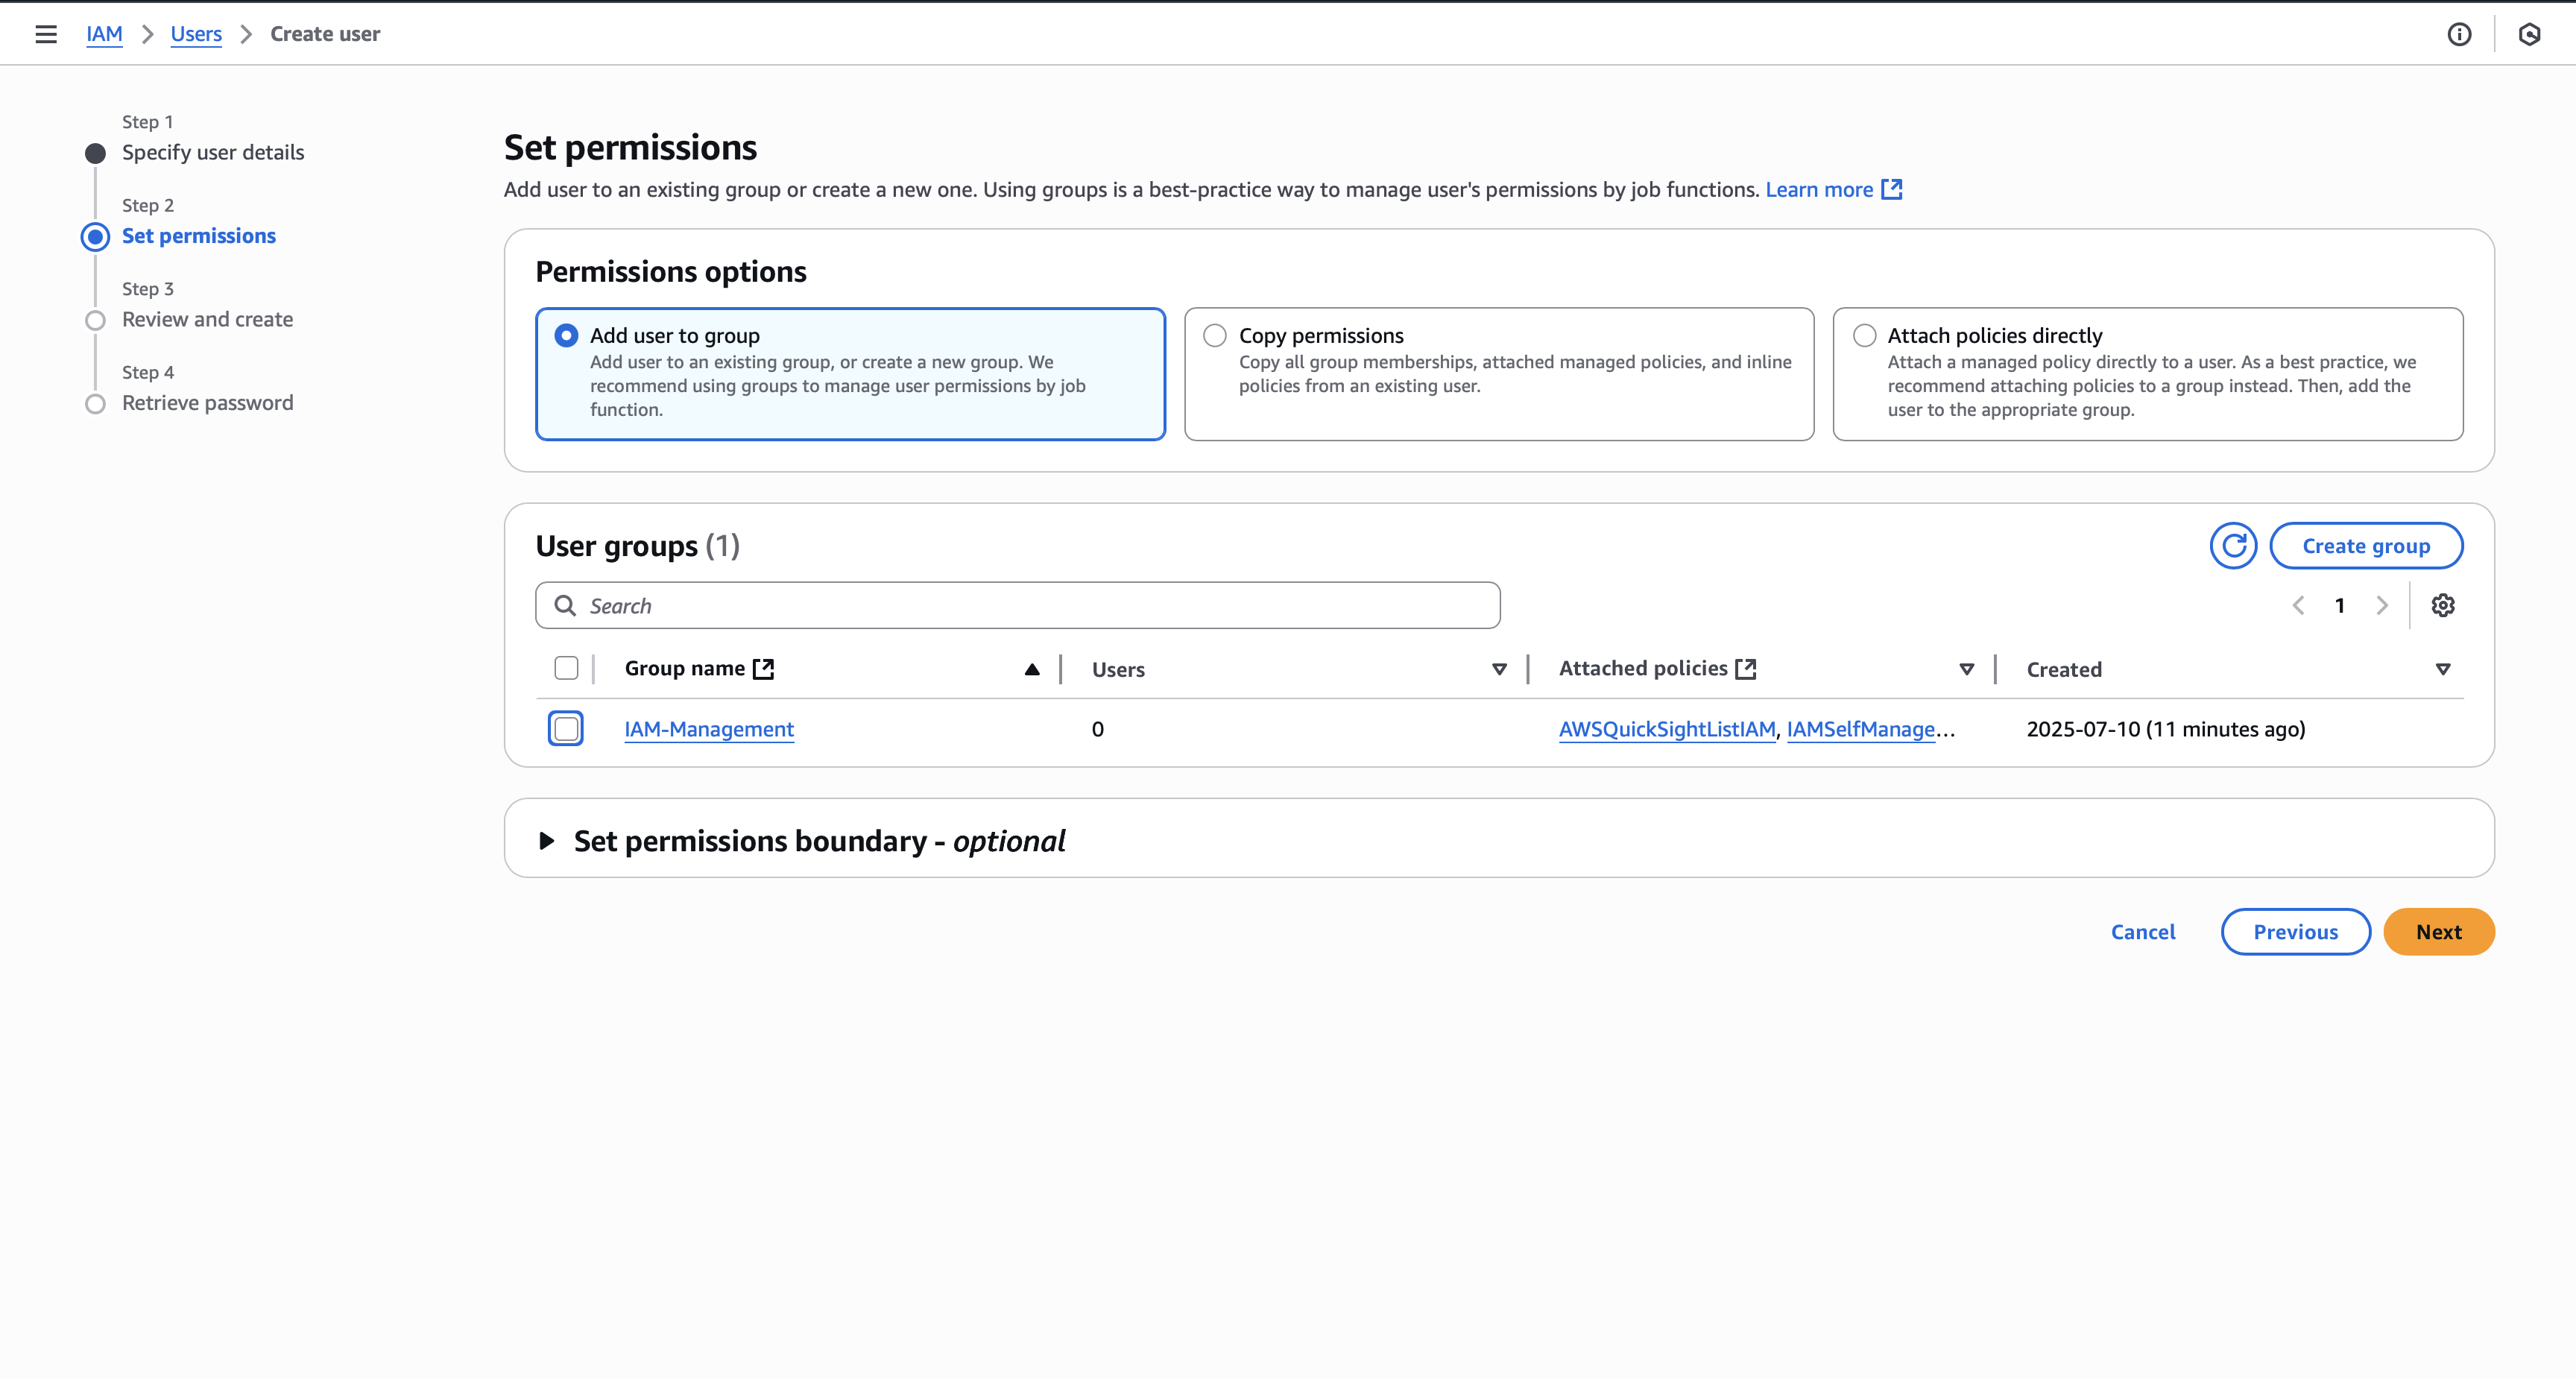 IAM > Users > Create user
Step 1
Specify user details
Step 2
Set permissions
Step 3
Review and create
Step 4
Retrieve password
Set permissions
Add user to an existing group or create a new one. Using groups is a best-practice way to manage user's permissions by job functions. Learn more
Permissions options
Add user to group
Add user to an existing group, or create a new group. We
recommend using groups to manage user permissions by job
function.
Copy permissions
Copy all group memberships, attached managed policies, and inline
policies from an existing user.
Attach policies directly
Attach a managed policy directly to a user. As a best practice, we
recommend attaching policies to a group instead. Then, add the
user to the appropriate group.
User groups (1)
Create group
Search
1
Group name Users Attached policies Created
IAM-Management 0 AWSQuickSightListIAM, IAMSelfManage... 2025-07-10 (11 minutes ago)
Set permissions boundary - optional
Cancel Previous Next